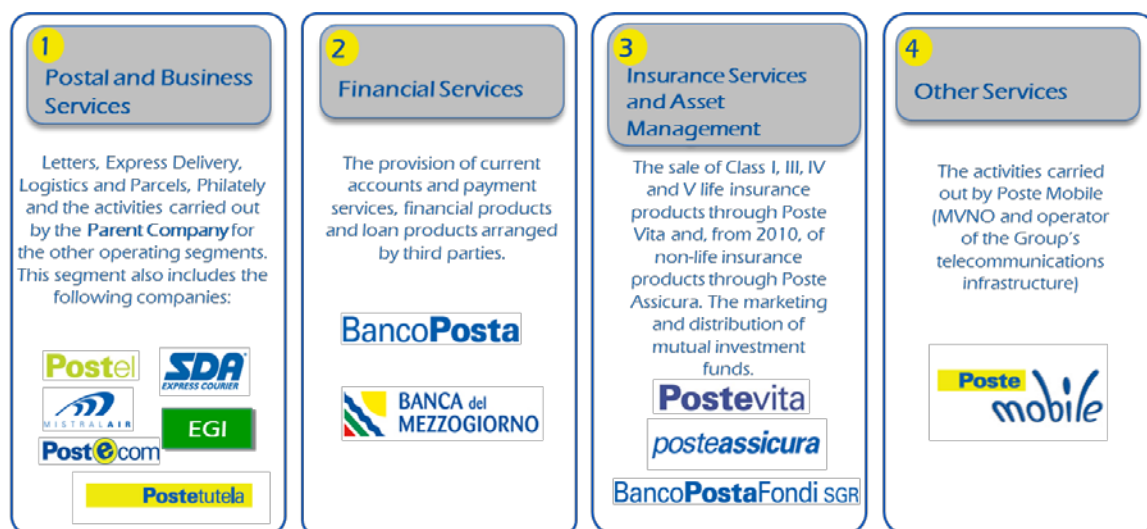 1
Postal and Business
Services
Letters, Express Delivery,
Logistics and Parcels, Philately
and the activities carried out
by the Parent Company for
the other operating segments.
This segment also includes the
following companies:
Postel
SDA
EXPRESS COURIER
MISTRALAIR
EGI
Postecom
Postetutela
2
Financial Services
The provision of current
accounts and payment
services, financial products
and loan products arranged
by third parties.
BancoPosta
BANCA del
MEZZOGIORNO
3
Insurance Services
and Asset
Management
The sale of Class I, III, IV
and V life insurance
products through Poste
Vita and, from 2010, of
non-life insurance
products through Poste
Assicura. The marketing
and distribution of
mutual investment
funds.
Postevita
posteassicura
BancoPostaFondi SGR
4
Other Services
The activities carried
out by Poste Mobile
(MVNO and operator
of the Group's
telecommunications
infrastructure)
Poste
mobile